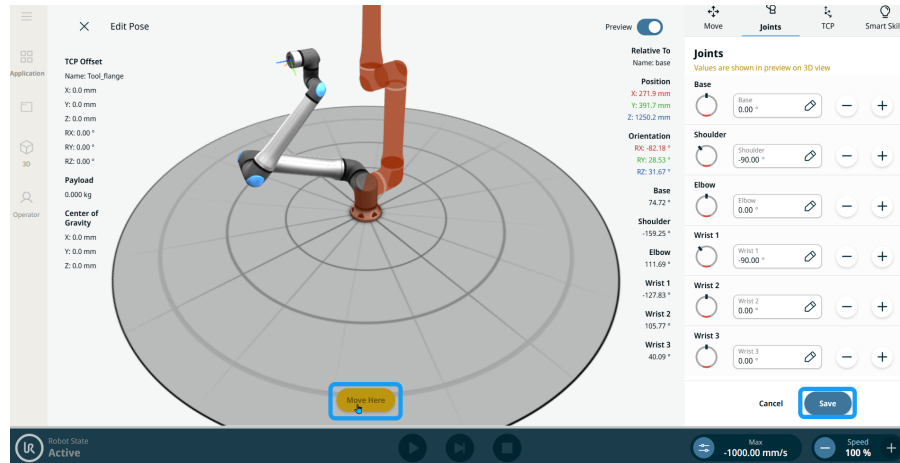 Edit Pose
Preview
TCP Offset
Name: Tool_flange
X: 0.0 mm
Y: 0.0 mm
Z: 0.0 mm
RX: 0.00 °
RY: 0.00 °
RZ: 0.00 °
Payload
0.000 kg
Center of
Gravity
X: 0.0 mm
Y: 0.0 mm
Z: 0.0 mm
Application
3D
Operator
Relative To
Name: base
Position
X: 271.9 mm
Y: 391.7 mm
Z: 1250.2 mm
Orientation
RX: -82.18 °
RY: 28.53 °
RZ: 31.67 °
Base
74.72 °
Shoulder
-159.25 °
Elbow
111.69 °
Wrist 1
-127.83 °
Wrist 2
105.77 °
Wrist 3
40.09 °
Move Here
Move
Joints
TCP
Smart Skil
Joints
Values are shown in preview on 3D view
Base
Base
0.00 °
Shoulder
Shoulder
-90.00 °
Elbow
Elbow
0.00 °
Wrist 1
Wrist 1
-90.00 °
Wrist 2
Wrist 2
0.00 °
Wrist 3
Wrist 3
0.00 °
Cancel
Save
UR
Robot State
Active
Max
-1000.00 mm/s
Speed
100 %